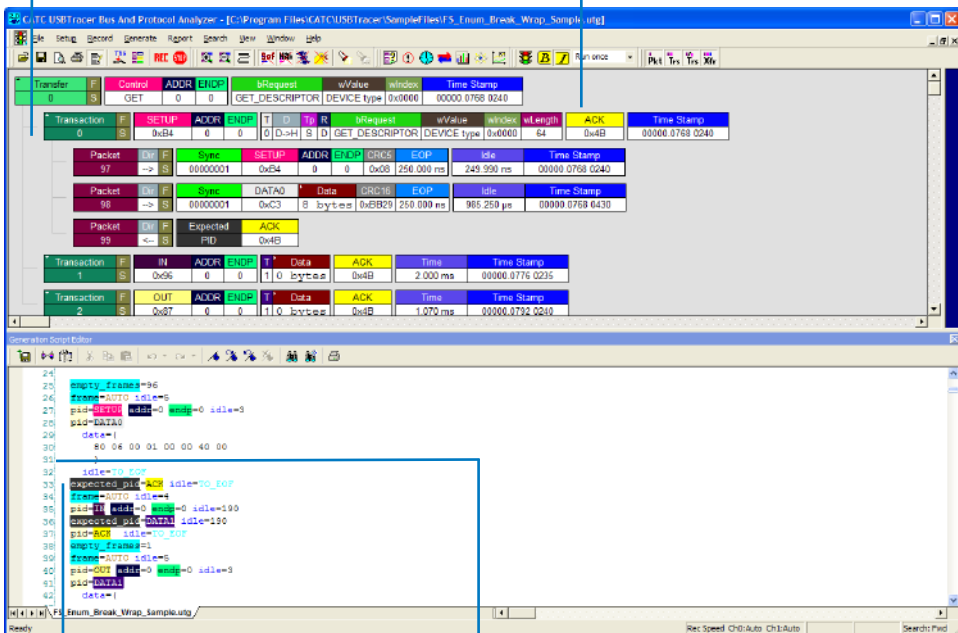 CATC USBTracer Bus And Protocol Analyzer - [C:\Program Files\CATC\USBTracer\SampleFiles\FS_Enum_Break_Wrap_Sample.utg]
File Setup Record Generate Report Search View Window Help
REC Run once Pkt Tra Trs Xfr
Transfer F Control ADDR ENDP bRequest wValue wIndex Time Stamp
0 S GET 0 0 GET_DESCRIPTOR DEVICE type 0x0000 00000.0768 0240
Transaction F SETUP ADDR ENDP T D Tp R bRequest wValue wIndex wLength ACK Time Stamp
0 S 0xB4 0 0 0 D->H S D GET_DESCRIPTOR DEVICE type 0x0000 64 0x4B 00000.0768 0240
Packet Dir F Sync SETUP ADDR ENDP CRC5 EOP Idle Time Stamp
97 --> S 00000001 0xB4 0 0 0x08 250.000 ns 249.990 ns 00000.0768 0240
Packet Dir F Sync DATA0 Data CRC16 EOP Idle Time Stamp
98 --> S 00000001 0xC3 8 bytes 0xBB29 250.000 ns 985.250 µs 00000.0768 0430
Packet Dir F Expected ACK
99 <-- S PID 0x4B
Transaction F IN ADDR ENDP T Data ACK Time Time Stamp
1 S 0x96 0 0 1 0 bytes 0x4B 2.000 ms 00000.0776 0235
Transaction F OUT ADDR ENDP T Data ACK Time Time Stamp
2 S 0x87 0 0 1 0 bytes 0x4B 1.070 ms 00000.0792 0240
Generation Script Editor
24
25 empty_frames=96
26 frame=AUTO idle=5
27 pid=SETUP addr=0 endp=0 idle=3
28 pid=DATA0
29 data={
30 80 06 00 01 00 00 40 00
31 }
32 idle=TO_EOF
33 expected_pid=ACK idle=TO_EOF
34 frame=AUTO idle=4
35 pid=IN addr=0 endp=0 idle=190
36 expected_pid=DATA1 idle=190
37 pid=ACK idle=TO_EOF
38 empty_frames=1
39 frame=AUTO idle=5
40 pid=OUT addr=0 endp=0 idle=3
41 pid=DATA1
42 data={
FS_Enum_Break_Wrap_Sample.utg
Ready Rec Speed Ch0:Auto Ch1:Auto Search: Fwd